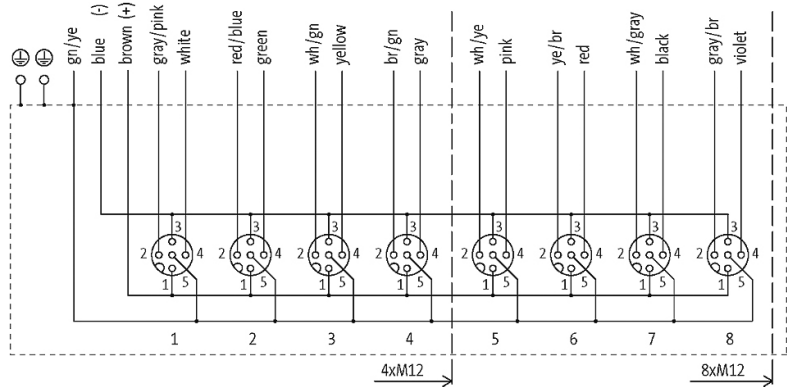 gn/ye
blue (-)
brown (+)
gray/pink
white
red/blue
green
wh/gn
yellow
br/gn
gray
wh/ye
pink
ye/br
red
wh/gray
black
gray/br
violet
3 3 3 3 3 3 3 3
2 4 2 4 2 4 2 4 2 4 2 4 2 4 2 4
1 5 1 5 1 5 1 5 1 5 1 5 1 5 1 5
1 2 3 4 5 6 7 8
4xM12 8xM12